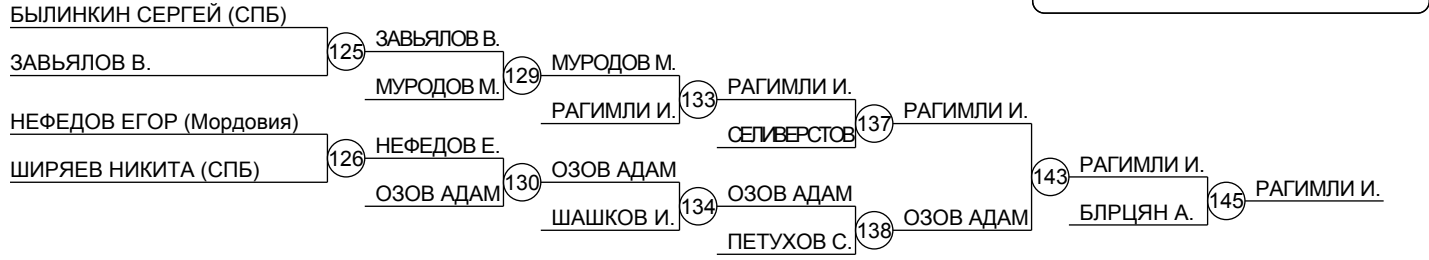 БЫЛИНКИН СЕРГЕЙ (СПБ)
ЗАВЬЯЛОВ В.
125
ЗАВЬЯЛОВ В.
МУРОДОВ М.
129
МУРОДОВ М.
РАГИМЛИ И.
133
РАГИМЛИ И.
СЕЛИВЕРСТОВ
137
РАГИМЛИ И.
НЕФЕДОВ ЕГОР (Мордовия)
ШИРЯЕВ НИКИТА (СПБ)
126
НЕФЕДОВ Е.
ОЗОВ АДАМ
130
ОЗОВ АДАМ
ШАШКОВ И.
134
ОЗОВ АДАМ
ПЕТУХОВ С.
138
ОЗОВ АДАМ
143
РАГИМЛИ И.
БЛРЦЯН А.
145
РАГИМЛИ И.